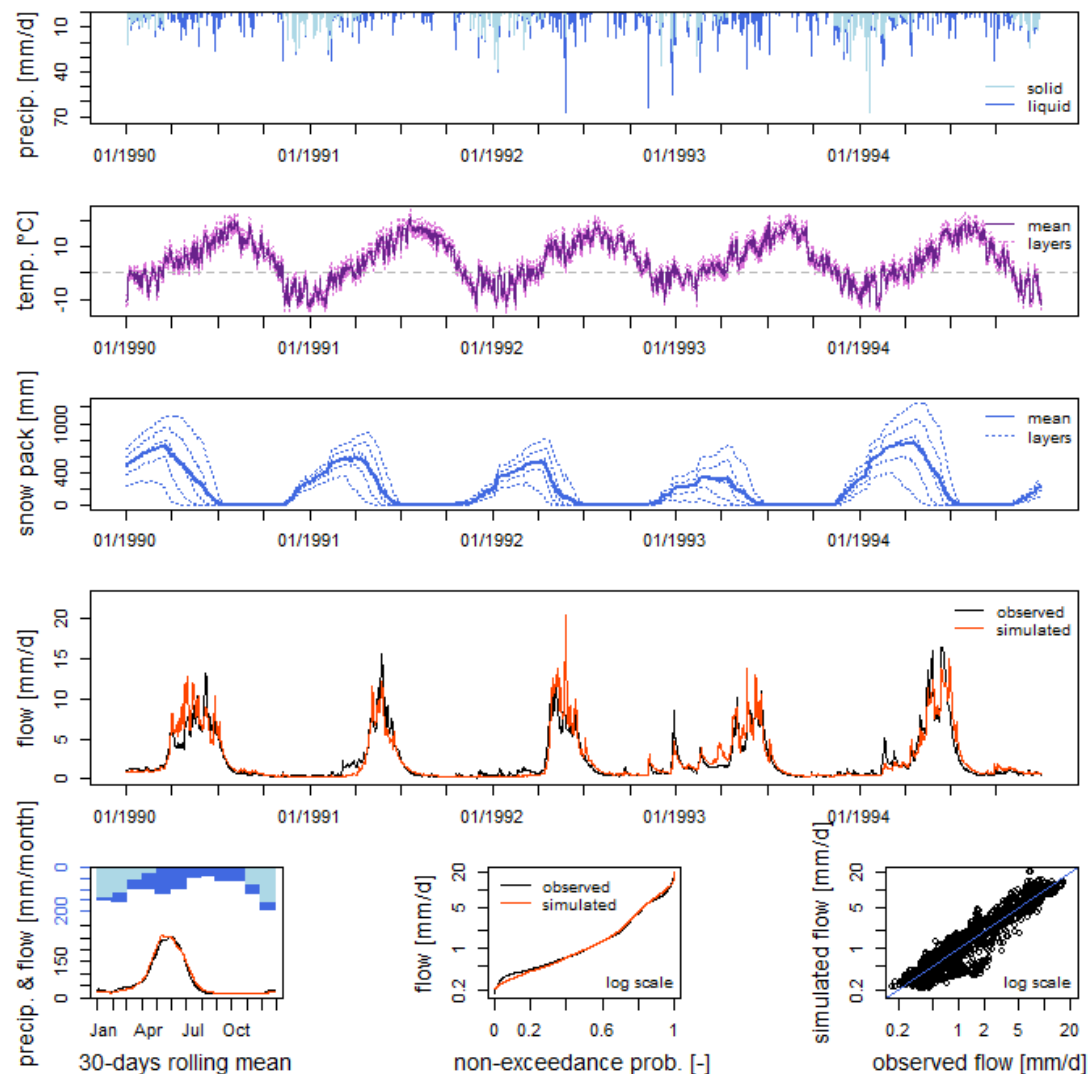 precip. [mm/d]
10
40
70
solid
liquid
01/1990 01/1991 01/1992 01/1993 01/1994
temp. [°C]
10
-10
mean
layers
01/1990 01/1991 01/1992 01/1993 01/1994
snow pack [mm]
1000
400
0
mean
layers
01/1990 01/1991 01/1992 01/1993 01/1994
flow [mm/d]
20
15
10
5
0
observed
simulated
01/1990 01/1991 01/1992 01/1993 01/1994
precip. & flow [mm/month]
0
200
150
0
Jan Apr Jul Oct
30-days rolling mean
flow [mm/d]
20
5
1
0.2
observed
simulated
log scale
0 0.2 0.6 1
non-exceedance prob. [-]
simulated flow [mm/d]
20
5
1
0.2
log scale
0.2 1 2 5 20
observed flow [mm/d]